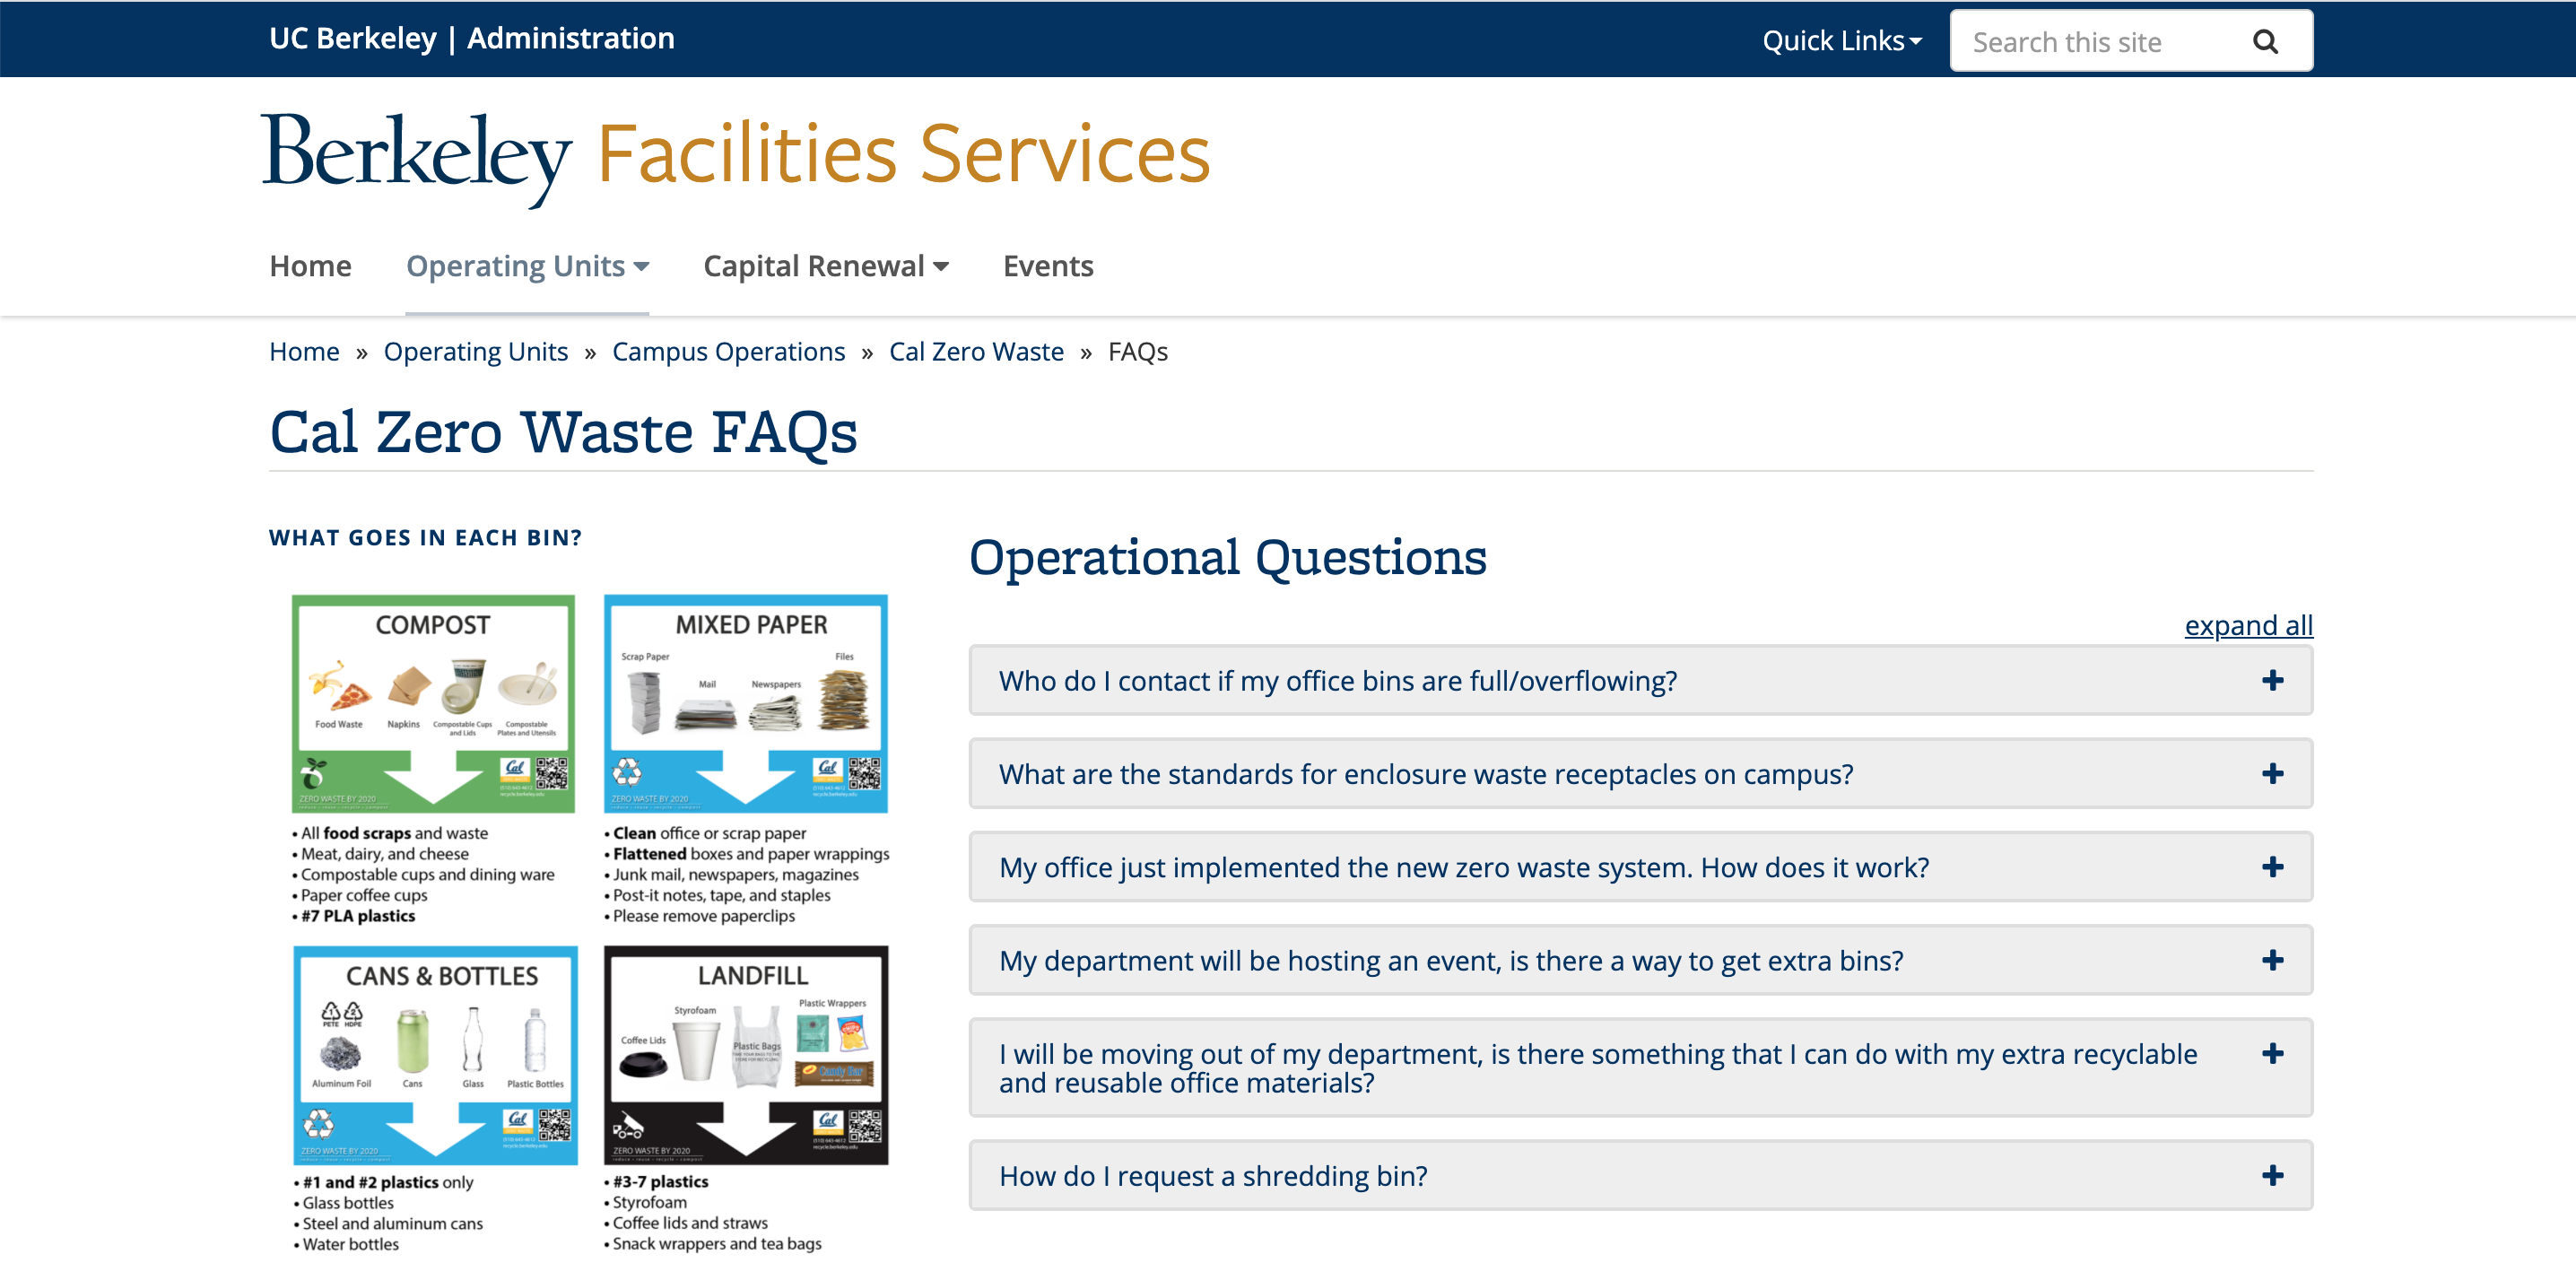 UC Berkeley | Administration
Quick Links
Search this site
Berkeley Facilities Services
Home
Operating Units
Capital Renewal
Events
Home » Operating Units » Campus Operations » Cal Zero Waste » FAQs
Cal Zero Waste FAQs
WHAT GOES IN EACH BIN?
COMPOST
Food Waste
Napkins
Compostable Cups
and Lids
Compostable
Plates and Utensils
Cal
ZERO WASTE BY 2020
• All food scraps and waste
• Meat, dairy, and cheese
• Compostable cups and dining ware
• Paper coffee cups
• #7 PLA plastics
MIXED PAPER
Scrap Paper
Mail
Newspapers
Files
Cal
ZERO WASTE BY 2020
• Clean office or scrap paper
• Flattened boxes and paper wrappings
• Junk mail, newspapers, magazines
• Post-it notes, tape, and staples
• Please remove paperclips
CANS & BOTTLES
1 2
PETE HDPE
Aluminum Foil
Cans
Glass
Plastic Bottles
Cal
ZERO WASTE BY 2020
• #1 and #2 plastics only
• Glass bottles
• Steel and aluminum cans
• Water bottles
LANDFILL
Coffee Lids
Styrofoam
Plastic Bags
Plastic Wrappers
Candy Bar
Cal
ZERO WASTE BY 2020
• #3-7 plastics
• Styrofoam
• Coffee lids and straws
• Snack wrappers and tea bags
Operational Questions
expand all
Who do I contact if my office bins are full/overflowing?
What are the standards for enclosure waste receptacles on campus?
My office just implemented the new zero waste system. How does it work?
My department will be hosting an event, is there a way to get extra bins?
I will be moving out of my department, is there something that I can do with my extra recyclable
and reusable office materials?
How do I request a shredding bin?